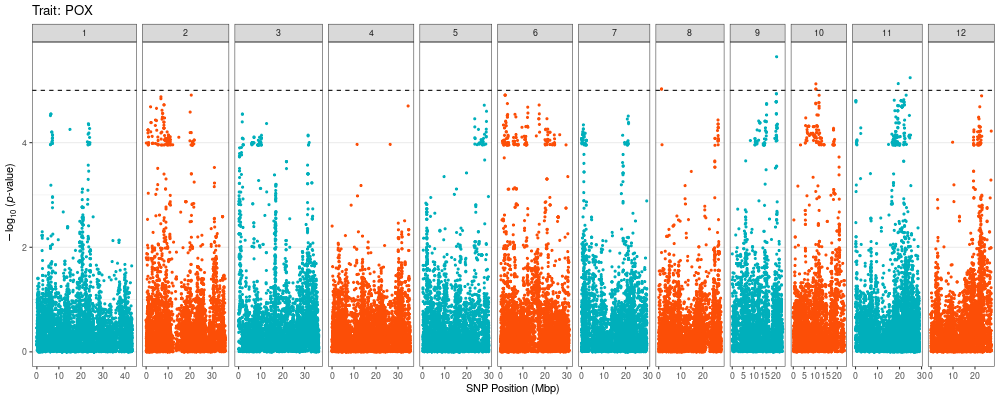 Trait: POX
1 2 3 4 5 6 7 8 9 10 11 12
4
2
0
−log10 (p-value)
0 10 20 30 40 0 10 20 30 0 10 20 30 0 10 20 30 0 10 20 30 0 10 20 30 0 10 20 30 0 10 20 0 5 10 15 20 0 5 10 15 20 0 10 20 30 0 10 20
SNP Position (Mbp)